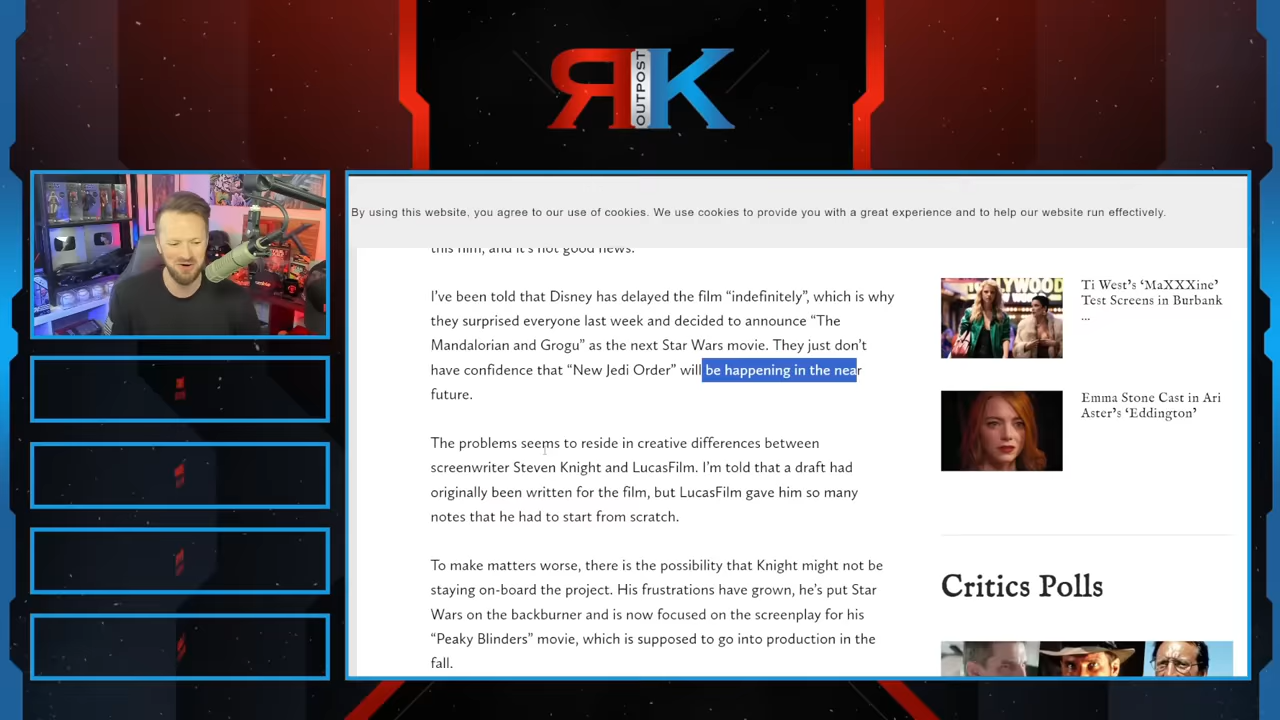 ЯK
OUTPOST
By using this website, you agree to our use of cookies. We use cookies to provide you with a great experience and to help our website run effectively.
this film, and it's not good news.
I've been told that Disney has delayed the film “indefinitely”, which is why
they surprised everyone last week and decided to announce “The
Mandalorian and Grogu” as the next Star Wars movie. They just don't
have confidence that “New Jedi Order” will be happening in the near
future.
The problems seems to reside in creative differences between
screenwriter Steven Knight and LucasFilm. I'm told that a draft had
originally been written for the film, but LucasFilm gave him so many
notes that he had to start from scratch.
To make matters worse, there is the possibility that Knight might not be
staying on-board the project. His frustrations have grown, he's put Star
Wars on the backburner and is now focused on the screenplay for his
“Peaky Blinders” movie, which is supposed to go into production in the
fall.
Ti West's ‘MaXXXine’
Test Screens in Burbank
...
Emma Stone Cast in Ari
Aster's ‘Eddington’
Critics Polls